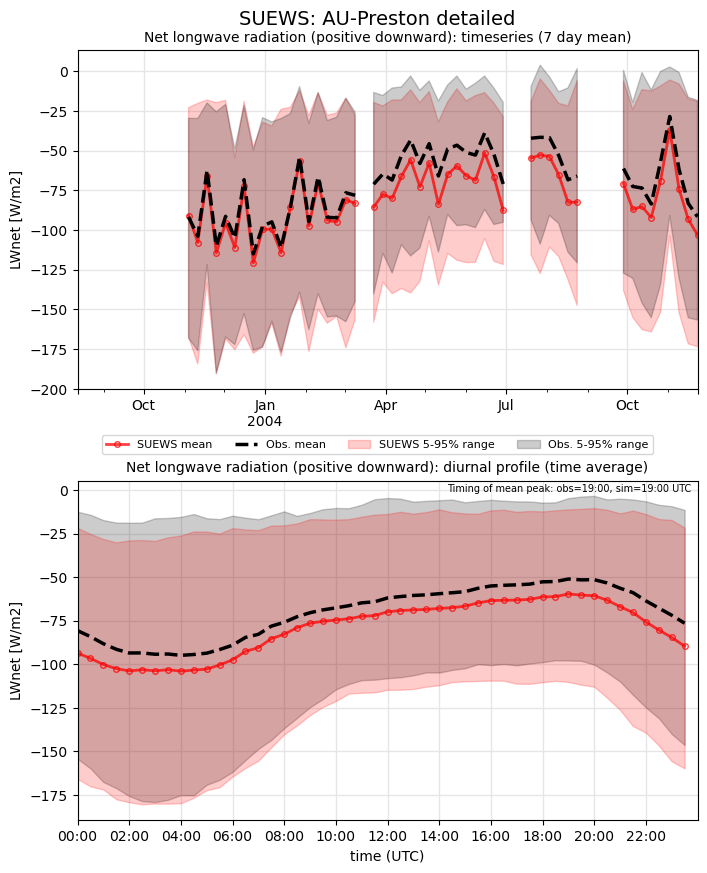 SUEWS: AU-Preston detailed
Net longwave radiation (positive downward): timeseries (7 day mean)
0
−25
−50
−75
−100
−125
−150
−175
−200
LWnet [W/m2]
Oct
Jan
2004
Apr
Jul
Oct
SUEWS mean
Obs. mean
SUEWS 5-95% range
Obs. 5-95% range
Net longwave radiation (positive downward): diurnal profile (time average)
Timing of mean peak: obs=19:00, sim=19:00 UTC
0
−25
−50
−75
−100
−125
−150
−175
LWnet [W/m2]
00:00
02:00
04:00
06:00
08:00
10:00
12:00
14:00
16:00
18:00
20:00
22:00
time (UTC)